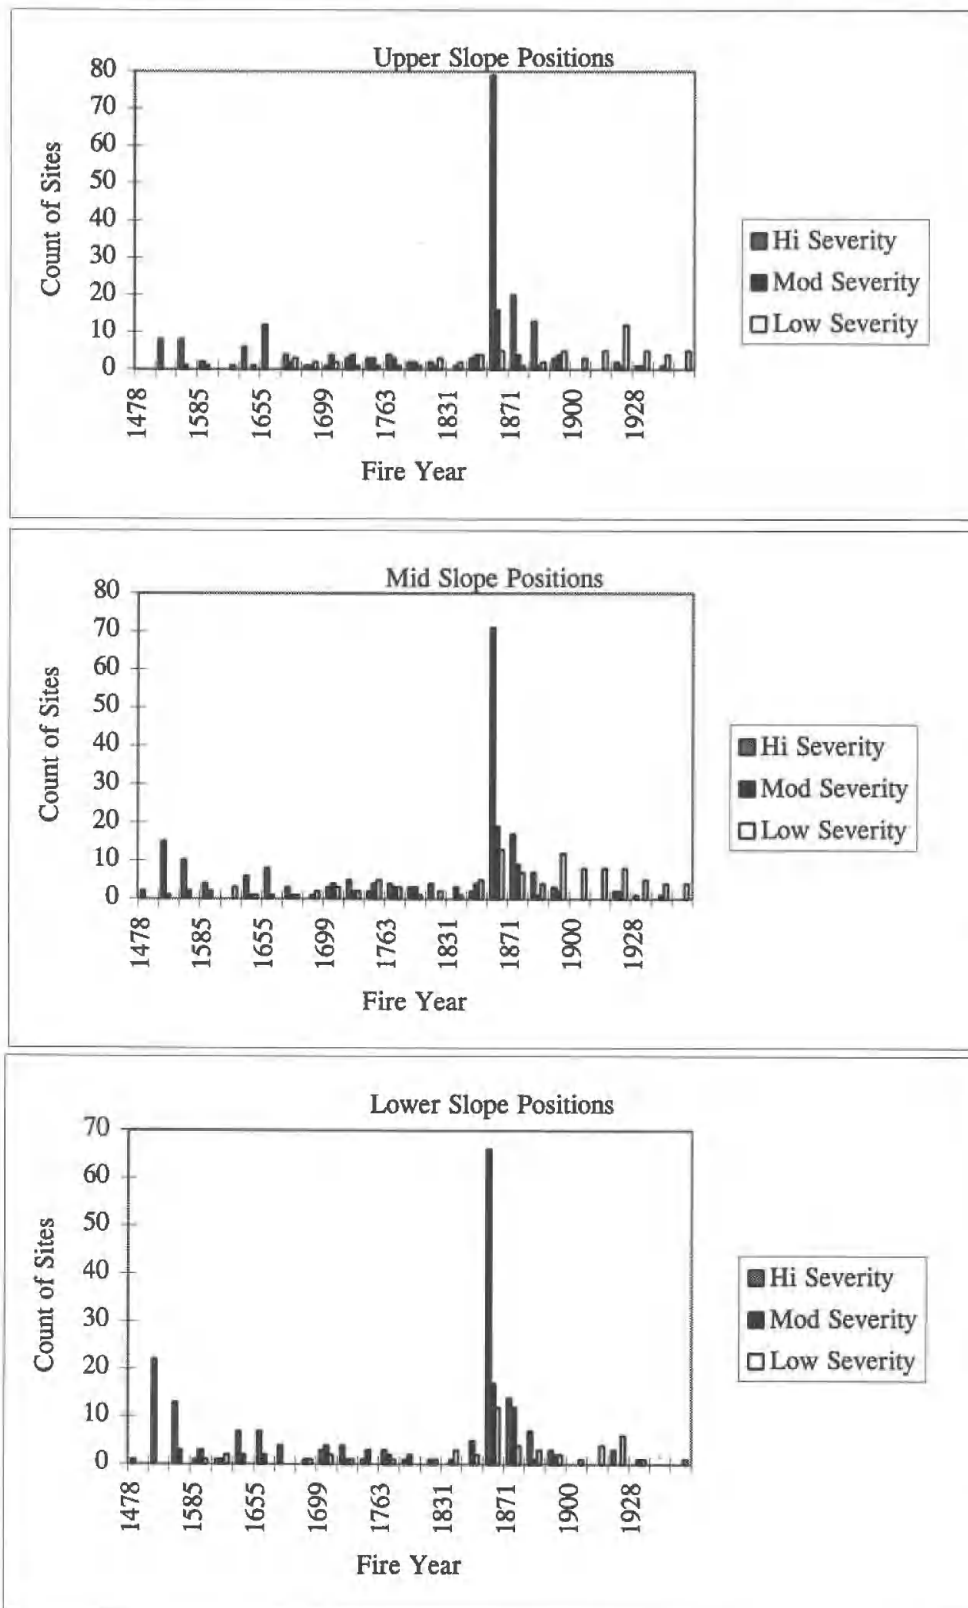 Upper Slope Positions
80
70
60
50
40
30
20
10
0
Count of Sites
1478 1585 1655 1699 1763 1831 1871 1900 1928
Fire Year
Hi Severity
Mod Severity
Low Severity
Mid Slope Positions
80
70
60
50
40
30
20
10
0
Count of Sites
1478 1585 1655 1699 1763 1831 1871 1900 1928
Fire Year
Hi Severity
Mod Severity
Low Severity
Lower Slope Positions
70
60
50
40
30
20
10
0
Count of Sites
1478 1585 1655 1699 1763 1831 1871 1900 1928
Fire Year
Hi Severity
Mod Severity
Low Severity